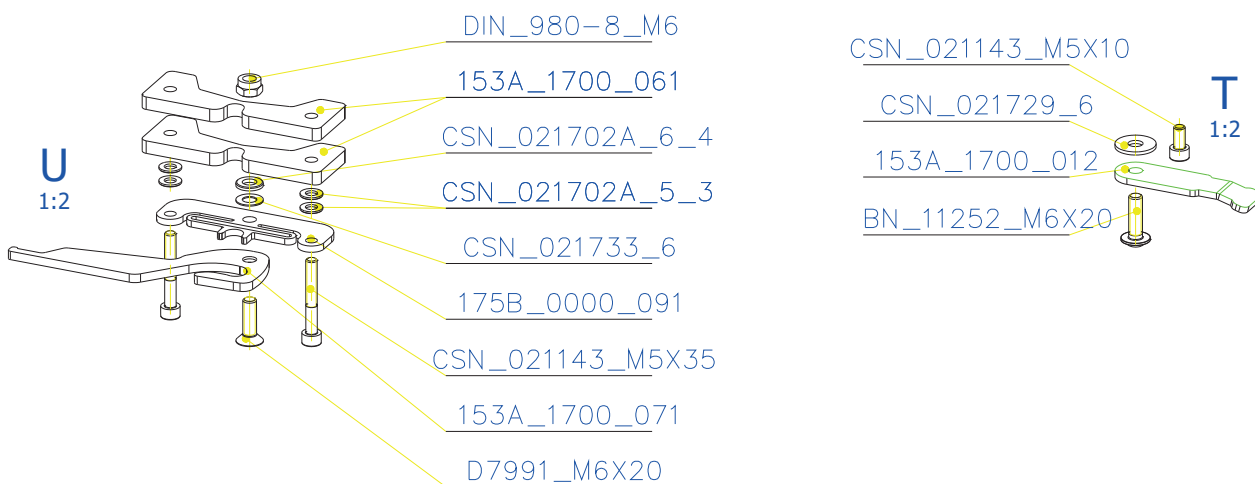 U
1:2
DIN_980-8_M6
153A_1700_061
CSN_021702A_6_4
CSN_021702A_5_3
CSN_021733_6
175B_0000_091
CSN_021143_M5X35
153A_1700_071
D7991_M6X20
CSN_021143_M5X10
CSN_021729_6
153A_1700_012
BN_11252_M6X20
T
1:2